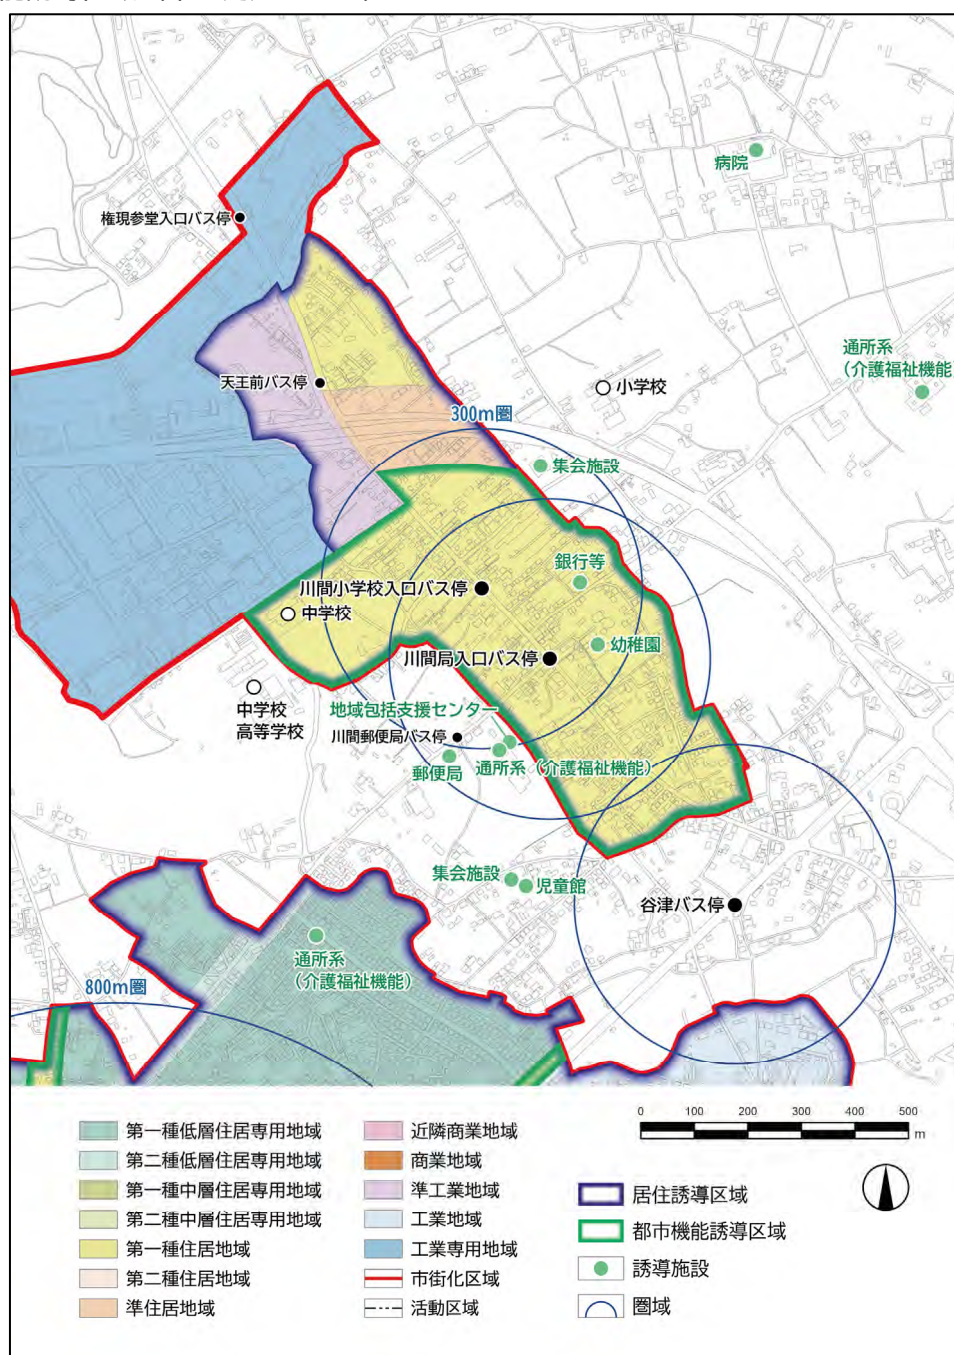 病院
権現参堂入口バス停
通所系
(介護福祉機能
天王前バス停
小学校
300m圏
集会施設
銀行等
川間小学校入口バス停
中学校
幼稚園
川間局入口バス停
中学校
高等学校
地域包括支援センター
川間郵便局バス停
郵便局
通所系(介護福祉機能)
集会施設
児童館
谷津バス停
通所系
(介護福祉機能)
800m圏
第一種低層住居専用地域
第二種低層住居専用地域
第一種中層住居専用地域
第二種中層住居専用地域
第一種住居地域
第二種住居地域
準住居地域
近隣商業地域
商業地域
準工業地域
工業地域
工業専用地域
市街化区域
活動区域
0 100 200 300 400 500
m
居住誘導区域
都市機能誘導区域
誘導施設
圏域